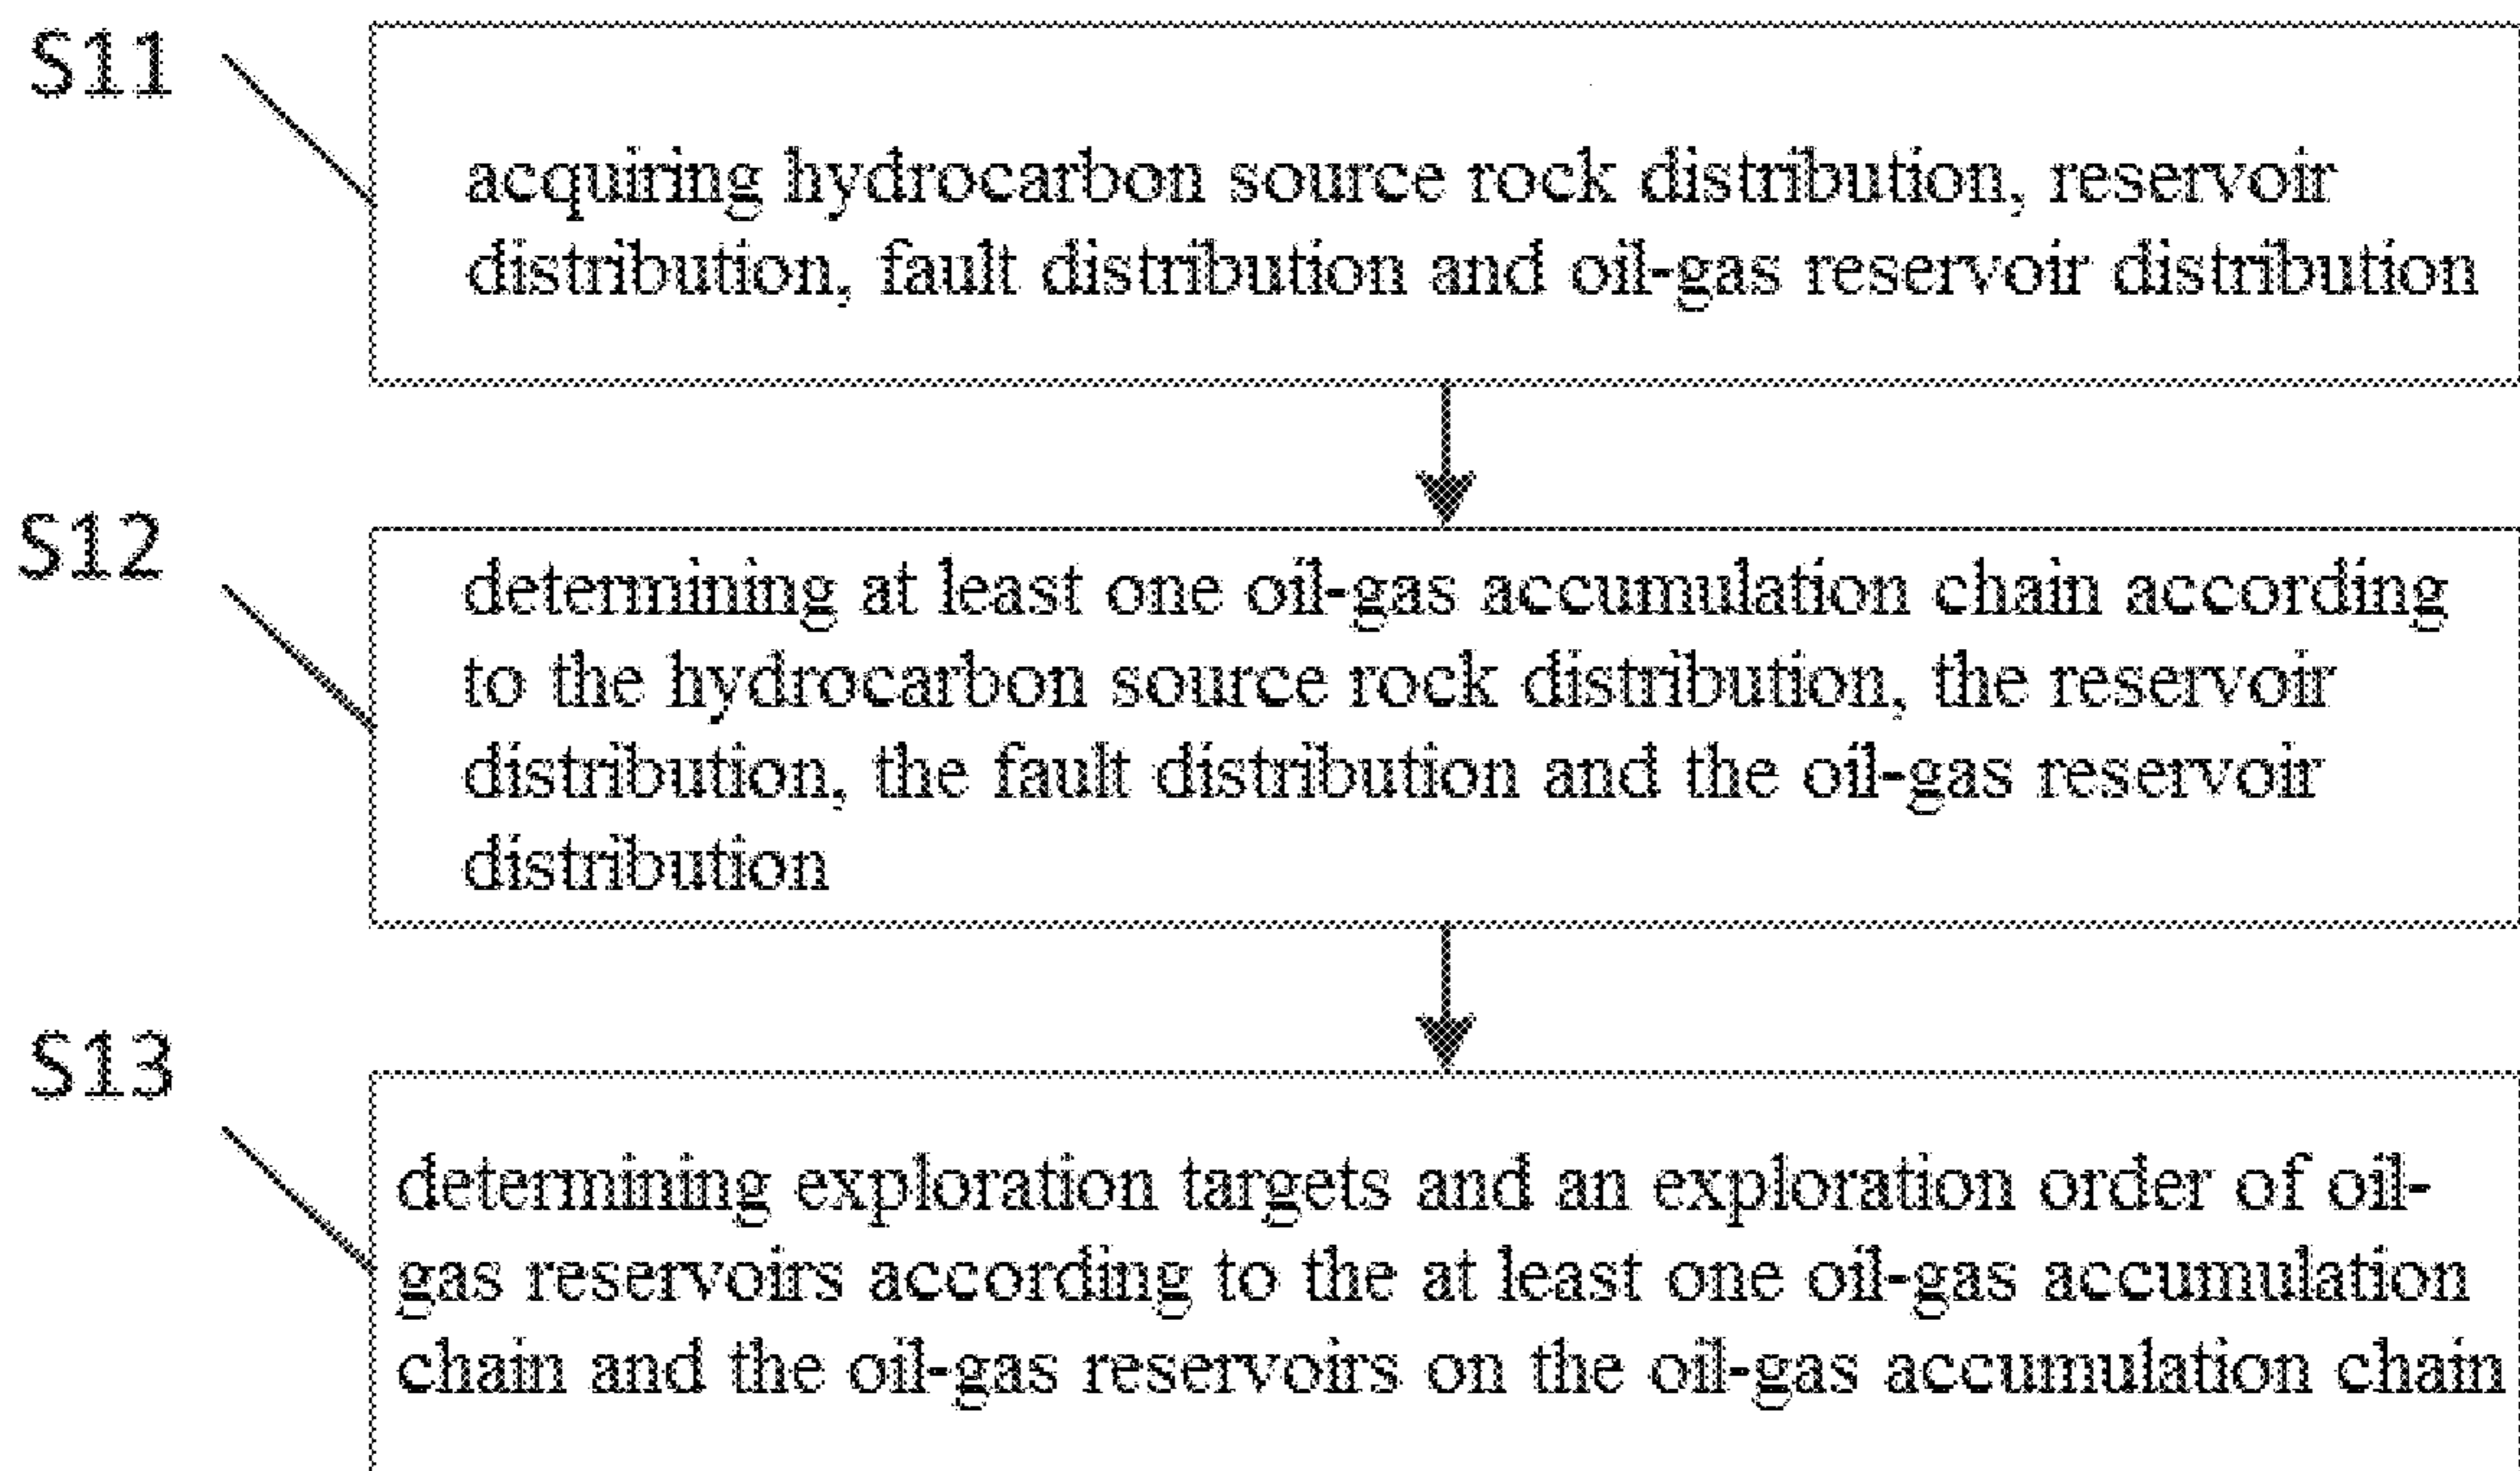 S11
acquiring hydrocarbon source rock distribution, reservoir
distribution, fault distribution and oil-gas reservoir distribution
S12
determining at least one oil-gas accumulation chain according
to the hydrocarbon source rock distribution, the reservoir
distribution, the fault distribution and the oil-gas reservoir
distribution
S13
determining exploration targets and an exploration order of oil-
gas reservoirs according to the at least one oil-gas accumulation
chain and the oil-gas reservoirs on the oil-gas accumulation chain